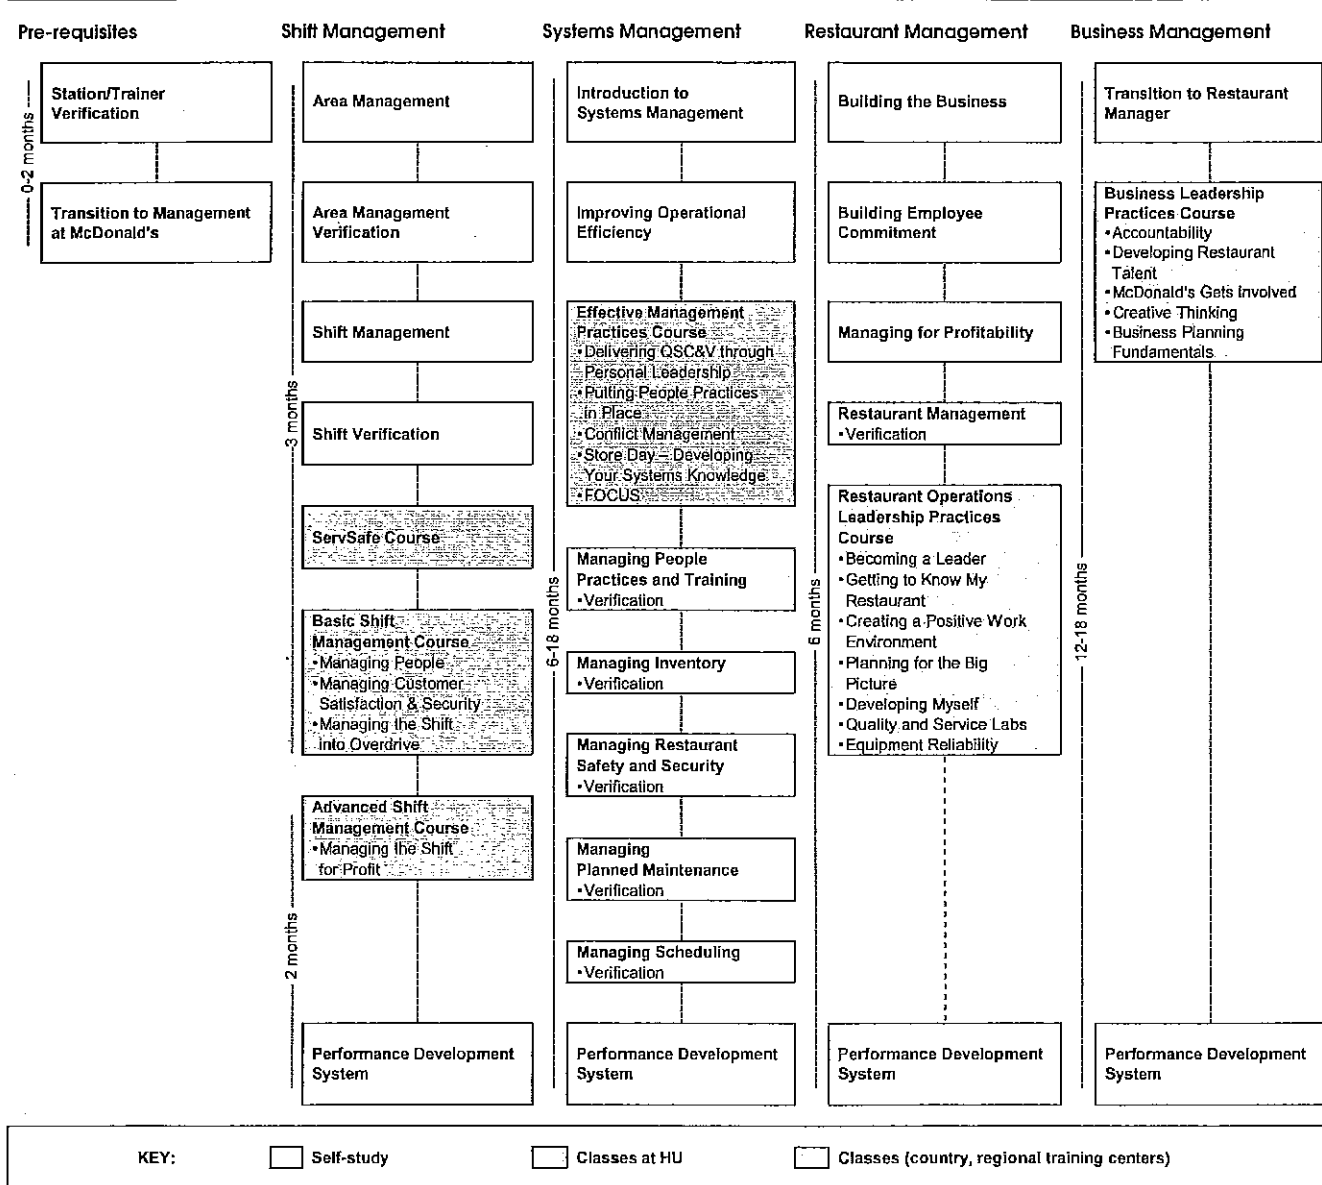 Pre-requisites
0-2 months
Station/Trainer
Verification
Transition to Management
at McDonald's
Shift Management
3 months
Area Management
Area Management
Verification
Shift Management
Shift Verification
ServSafe Course
Basic Shift
Management Course
•Managing People
•Managing Customer
Satisfaction & Security
•Managing the Shift
into Overdrive
2 months
Advanced Shift
Management Course
•Managing the Shift
for Profit
Performance Development
System
Systems Management
6-18 months
Introduction to
Systems Management
Improving Operational
Efficiency
Effective Management
Practices Course
•Delivering QSC&V through
Personal Leadership
•Putting People Practices
in Place
•Conflict Management
•Store Day – Developing
Your Systems Knowledge
•FOCUS
Managing People
Practices and Training
•Verification
Managing Inventory
•Verification
Managing Restaurant
Safety and Security
•Verification
Managing
Planned Maintenance
•Verification
Managing Scheduling
•Verification
Performance Development
System
Restaurant Management
6 months
Building the Business
Building Employee
Commitment
Managing for Profitability
Restaurant Management
•Verification
Restaurant Operations
Leadership Practices
Course
•Becoming a Leader
•Getting to Know My
Restaurant
•Creating a Positive Work
Environment
•Planning for the Big
Picture
•Developing Myself
•Quality and Service Labs
•Equipment Reliability
Performance Development
System
Business Management
12-18 months
Transition to Restaurant
Manager
Business Leadership
Practices Course
•Accountability
•Developing Restaurant
Talent
•McDonald's Gets Involved
•Creative Thinking
•Business Planning
Fundamentals
Performance Development
System
KEY:
Self-study
Classes at HU
Classes (country, regional training centers)